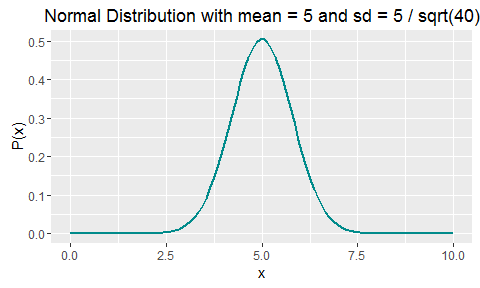 Normal Distribution with mean = 5 and sd = 5 / sqrt(40)
0.5
0.4
0.3
0.2
0.1
0.0
P(x)
0.0 2.5 5.0 7.5 10.0
x